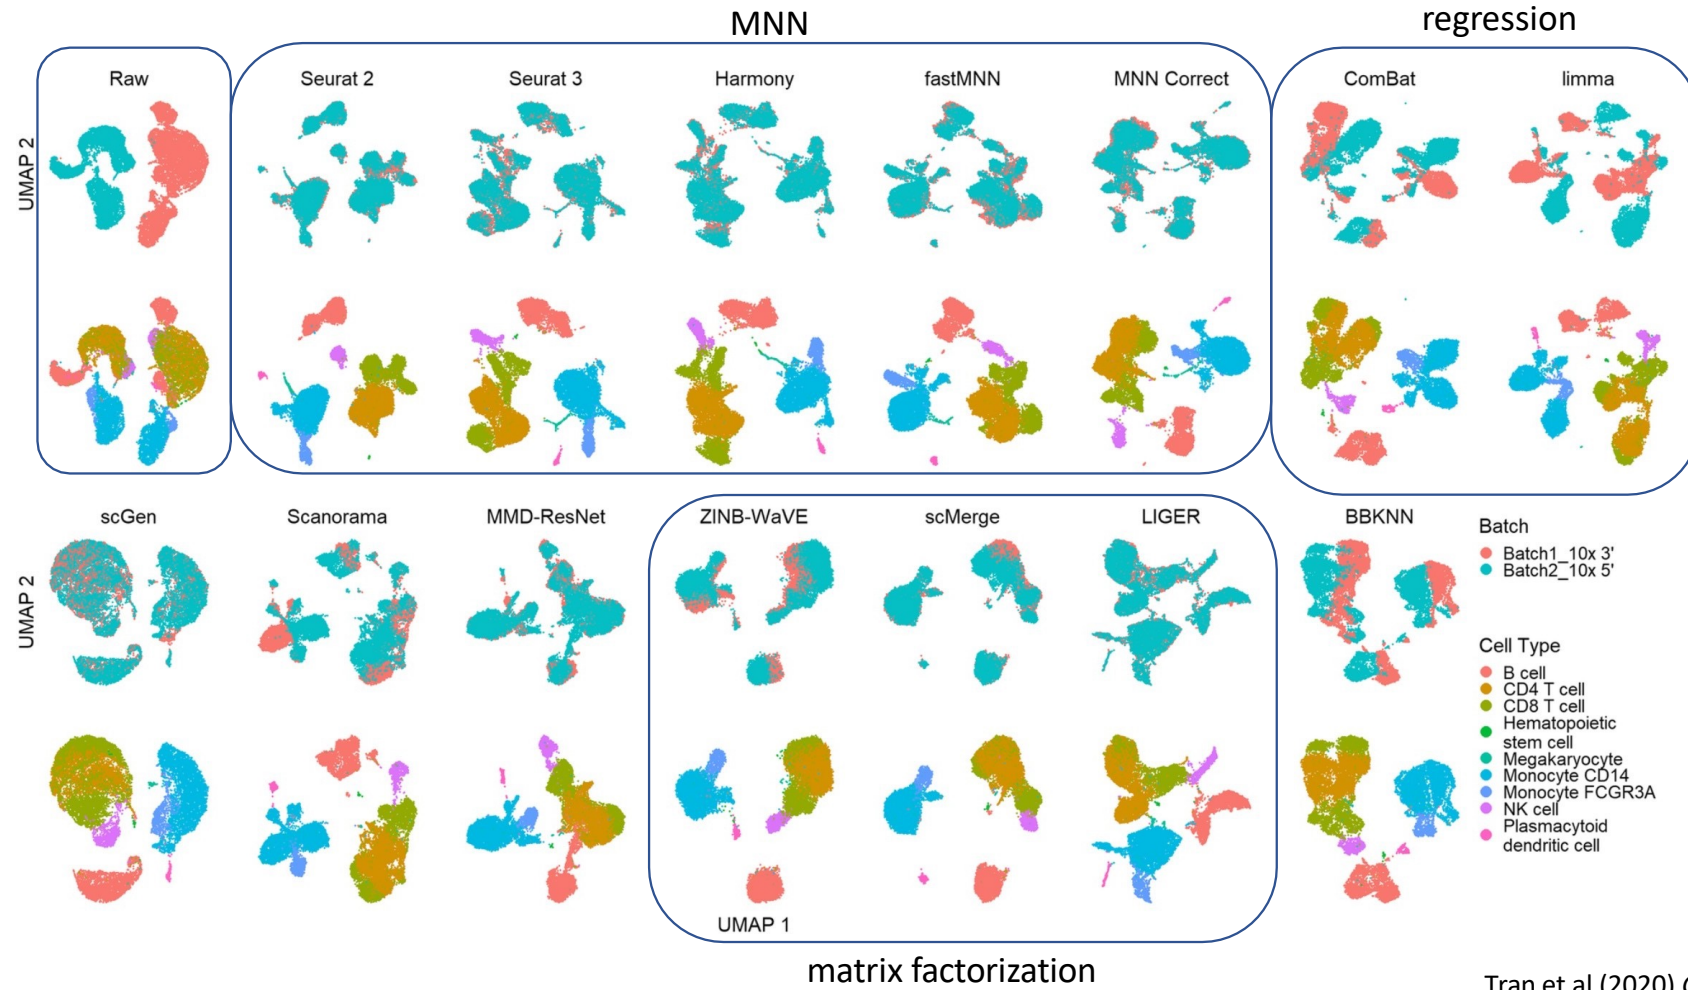 MNN
regression
Raw
Seurat 2
Seurat 3
Harmony
fastMNN
MNN Correct
ComBat
limma
UMAP 2
scGen
Scanorama
MMD-ResNet
ZINB-WaVE
scMerge
LIGER
BBKNN
UMAP 2
Batch
Batch1_10x 3'
Batch2_10x 5'
Cell Type
B cell
CD4 T cell
CD8 T cell
Hematopoietic
stem cell
Megakaryocyte
Monocyte CD14
Monocyte FCGR3A
NK cell
Plasmacytoid
dendritic cell
UMAP 1
matrix factorization
Tran et al (2020)